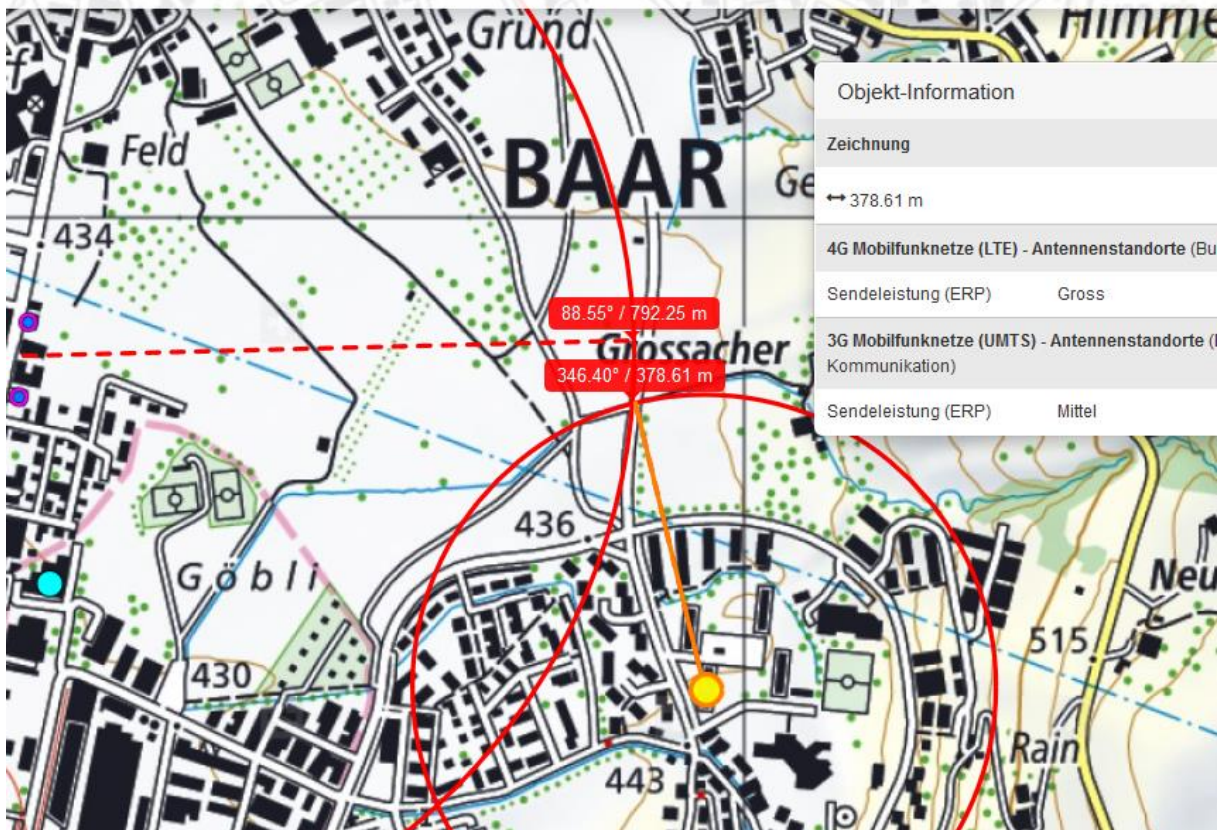 Grund
Himme
Objekt-Information
Zeichnung
Feld
BAAR
Ge
↔ 378.61 m
434
4G Mobilfunknetze (LTE) - Antennenstandorte (Bu
Sendeleistung (ERP) Gross
88.55° / 792.25 m
3G Mobilfunknetze (UMTS) - Antennenstandorte (
Kommunikation)
Grossacher
346.40° / 378.61 m
Sendeleistung (ERP) Mittel
436
Göbli
Neu
515
430
Rain
443